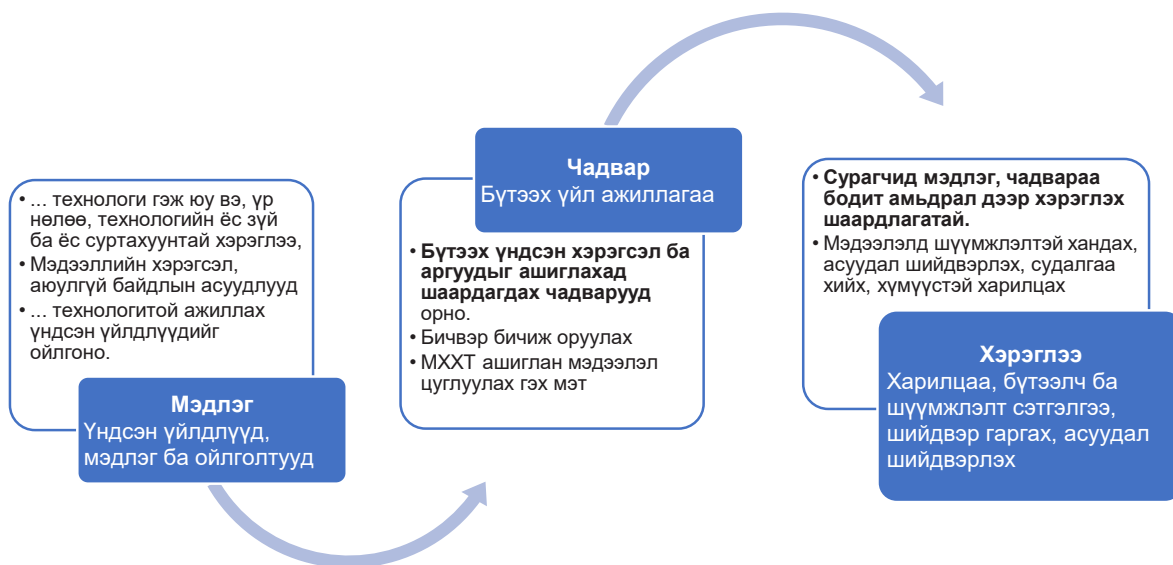 • ... технологи гэж юу вэ, үр
нөлөө, технологийн ёс зүй
ба ёс суртахуунтай хэрэглээ,
• Мэдээллийн хэрэгсэл,
аюулгүй байдлын асуудлууд
• ... технологитой ажиллах
үндсэн үйлдлүүдийг
ойлгоно.
Мэдлэг
Үндсэн үйлдлүүд,
мэдлэг ба ойлголтууд
Чадвар
Бүтээх үйл ажиллагаа
• Бүтээх үндсэн хэрэгсэл ба
аргуудыг ашиглахад
шаардагдах чадварууд
орно.
• Бичвэр бичиж оруулах
• МХХТ ашиглан мэдээлэл
цуглуулах гэх мэт
• Сурагчид мэдлэг, чадвараа
бодит амьдрал дээр хэрэглэх
шаардлагатай.
• Мэдээлэлд шүүмжлэлтэй хандах,
асуудал шийдвэрлэх, судалгаа
хийх, хүмүүстэй харилцах
Хэрэглээ
Харилцаа, бүтээлч ба
шүүмжлэлт сэтгэлгээ,
шийдвэр гаргах, асуудал
шийдвэрлэх